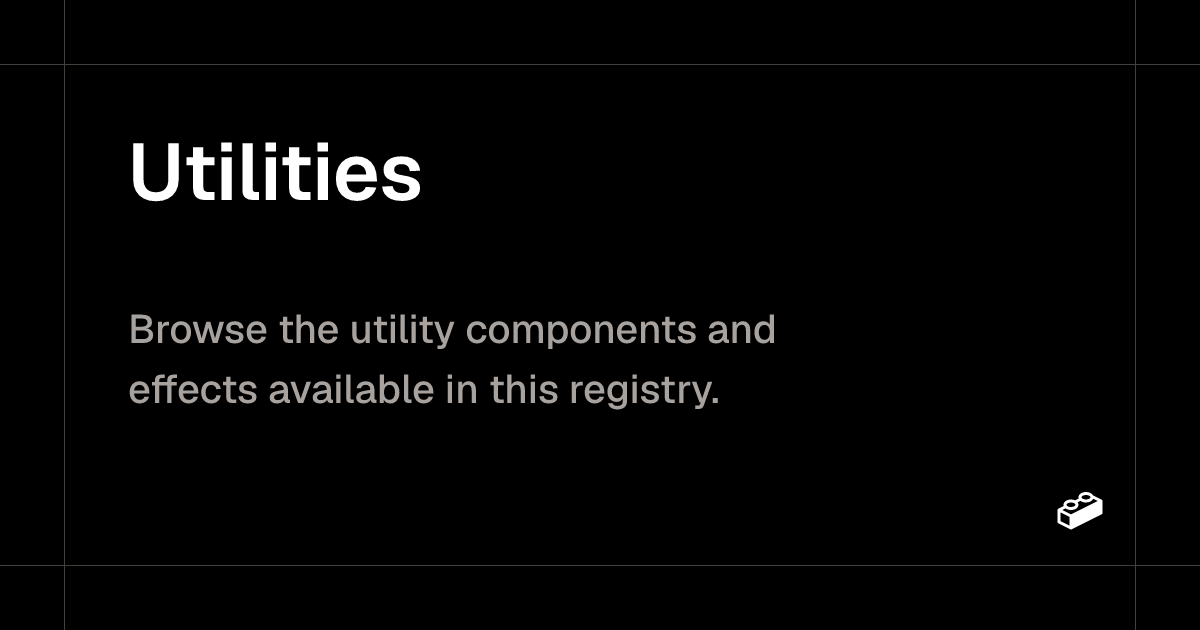 Utilities
Browse the utility components and
effects available in this registry.